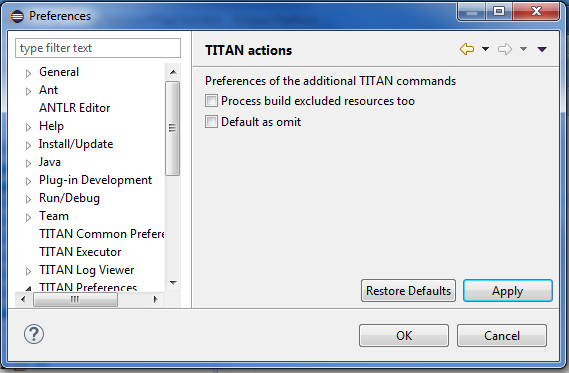 Preferences
type filter text
General
Ant
ANTLR Editor
Help
Install/Update
Java
Plug-in Development
Run/Debug
Team
TITAN Common Prefere
TITAN Executor
TITAN Log Viewer
TITAN Preferences
TITAN actions
Preferences of the additional TITAN commands
Process build excluded resources too
Default as omit
Restore Defaults
Apply
?
OK
Cancel